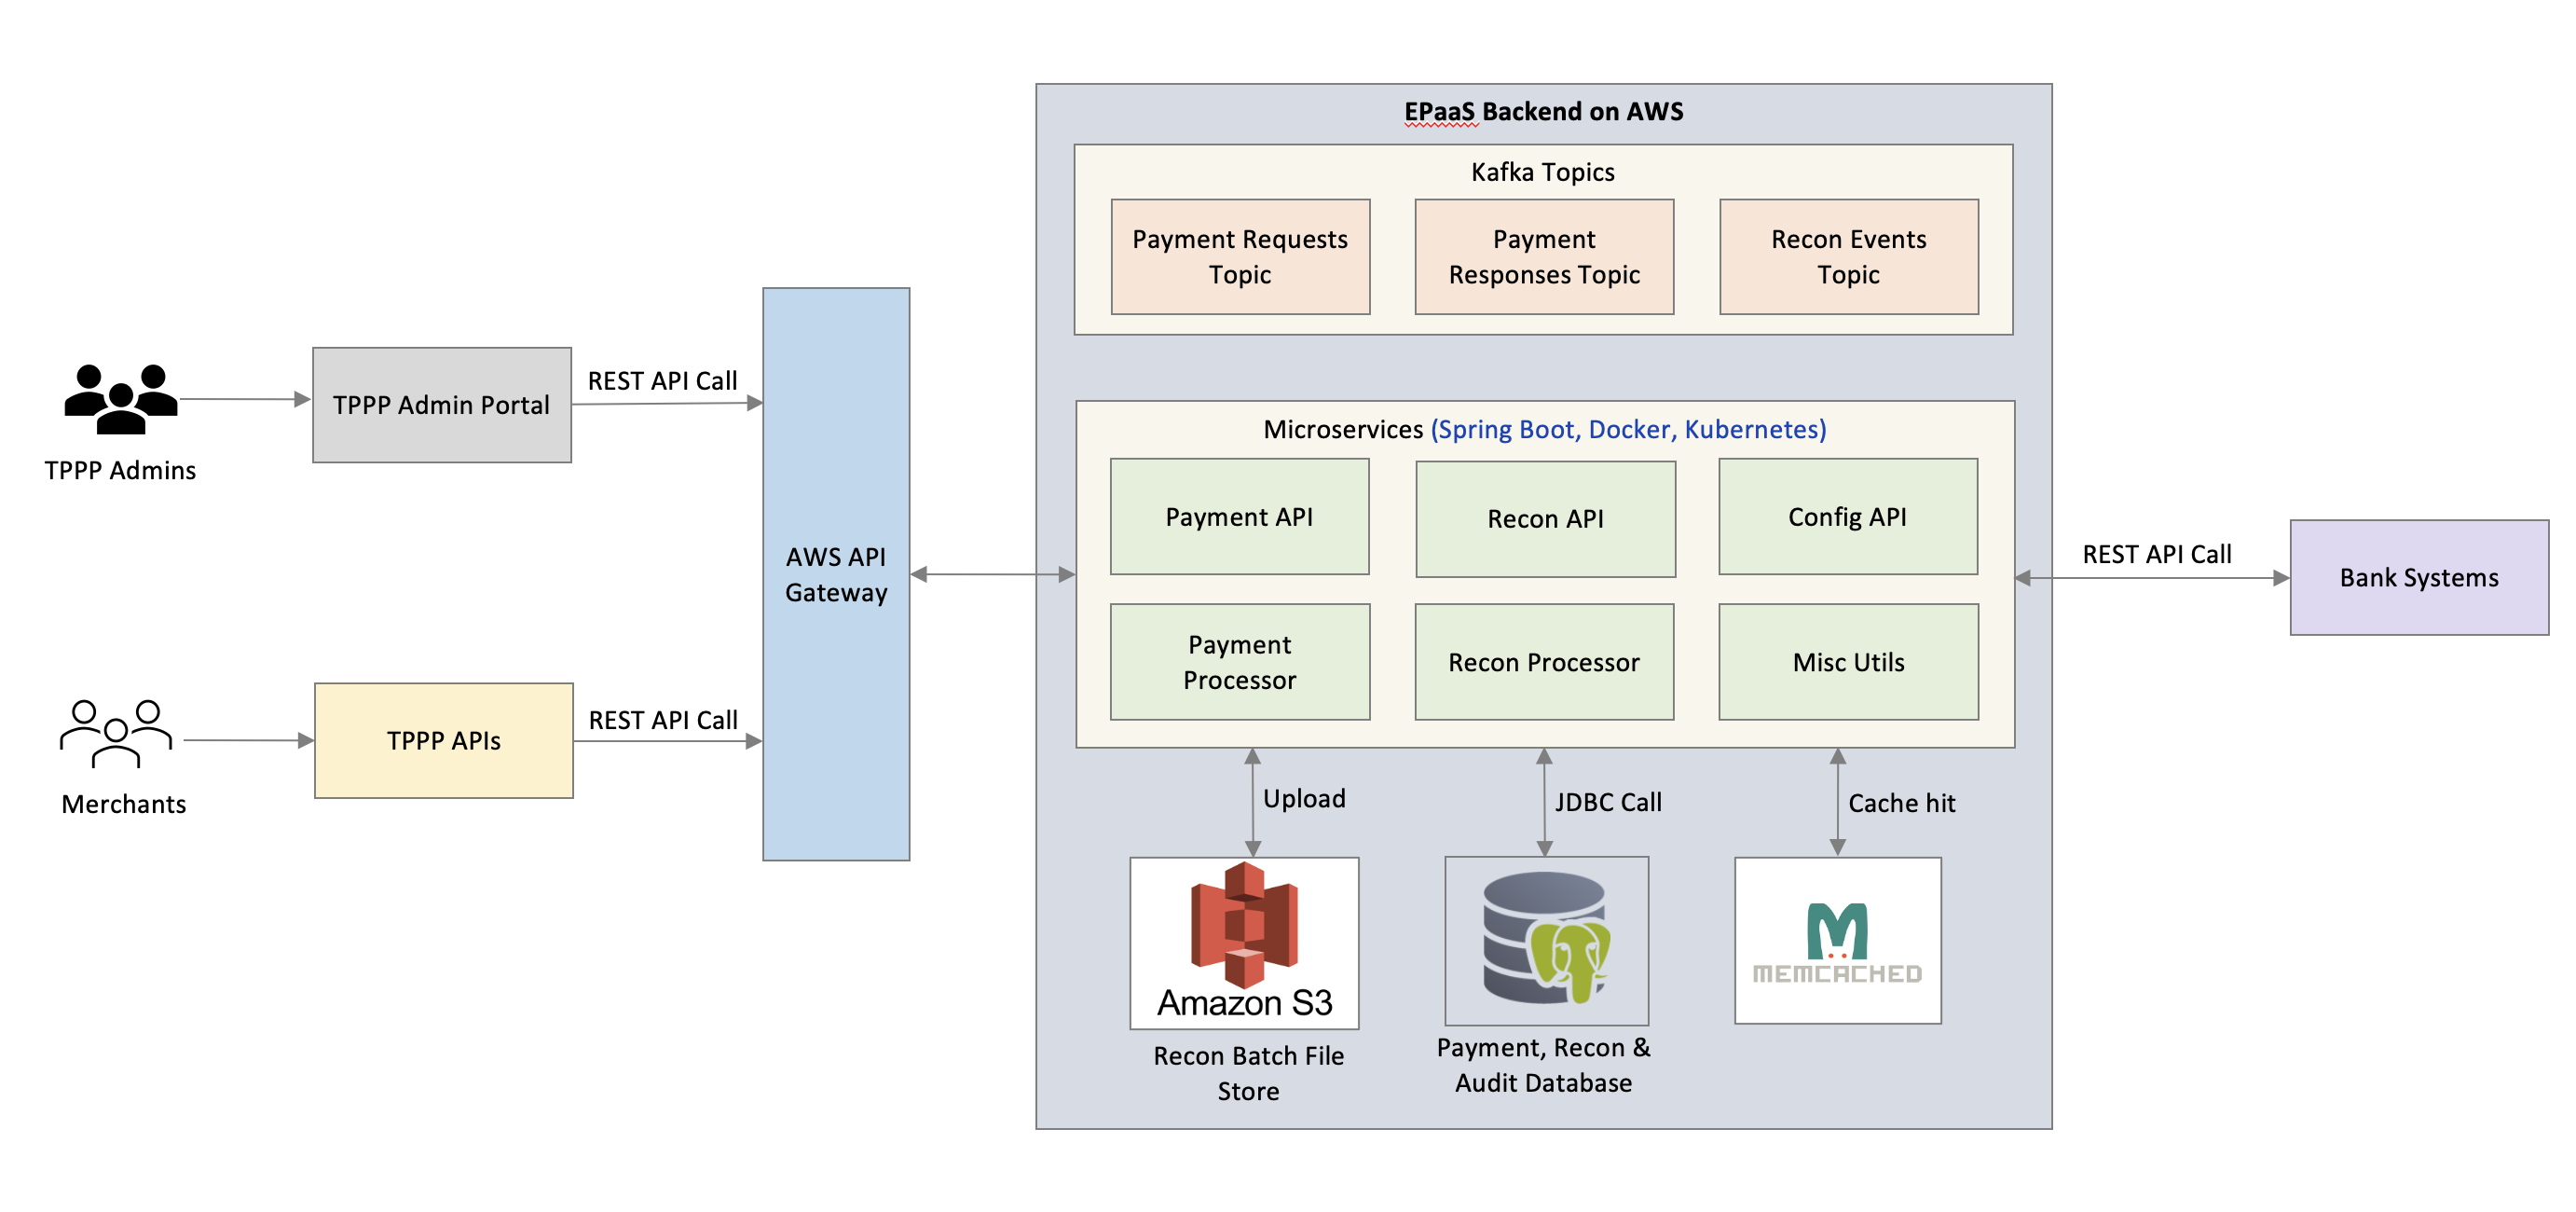 EPaaS Backend on AWS
Kafka Topics
Payment Requests
Topic
Payment
Responses Topic
Recon Events
Topic
TPPP Admins
TPPP Admin Portal
REST API Call
Merchants
TPPP APIs
REST API Call
AWS API
Gateway
Microservices (Spring Boot, Docker, Kubernetes)
Payment API
Recon API
Config API
Payment
Processor
Recon Processor
Misc Utils
REST API Call
Bank Systems
Upload
JDBC Call
Cache hit
Amazon S3
MEMCACHED
Recon Batch File
Store
Payment, Recon &
Audit Database